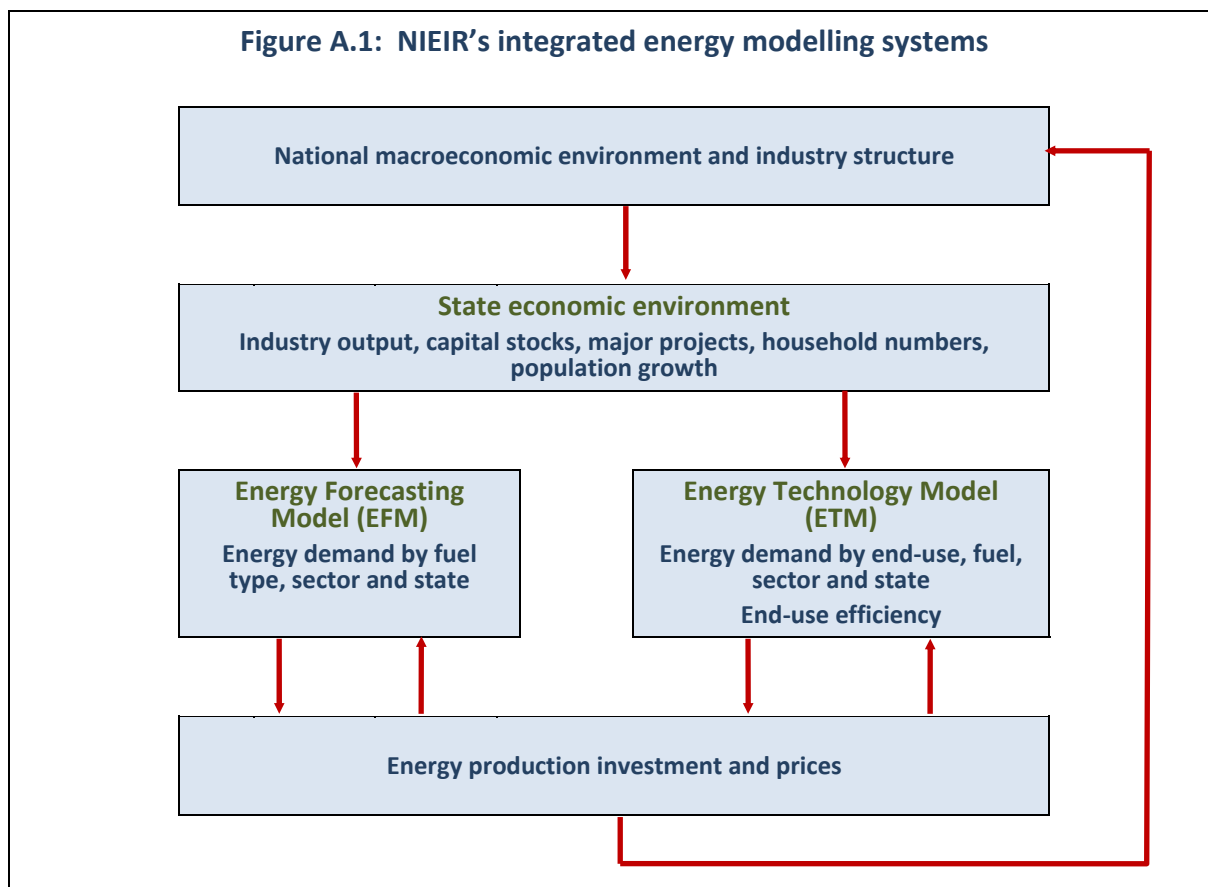 Figure A.1: NIEIR’s integrated energy modelling systems
National macroeconomic environment and industry structure
State economic environment
Industry output, capital stocks, major projects, household numbers,
population growth
Energy Forecasting
Model (EFM)
Energy demand by fuel
type, sector and state
Energy Technology Model
(ETM)
Energy demand by end-use, fuel,
sector and state
End-use efficiency
Energy production investment and prices